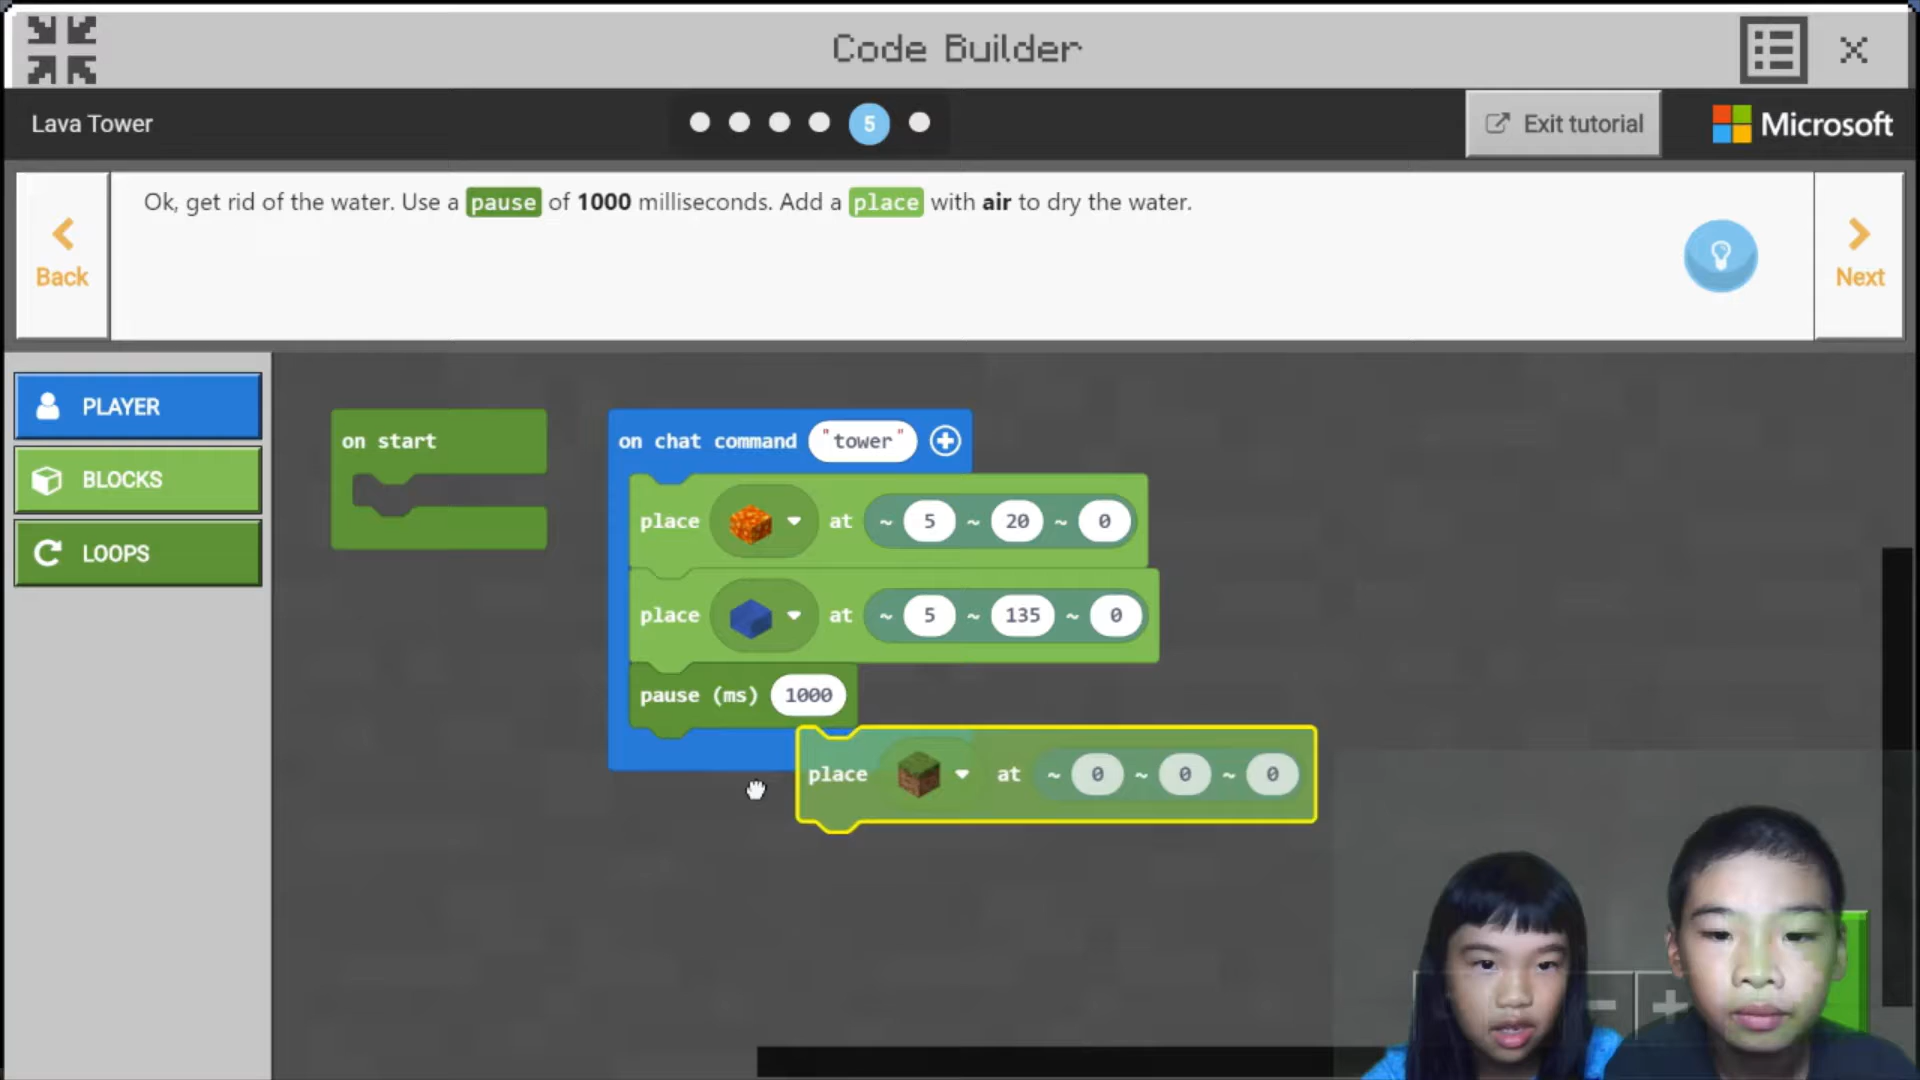 Code Builder
Lava Tower
5
Exit tutorial
Microsoft
Ok, get rid of the water. Use a pause of 1000 milliseconds. Add a place with air to dry the water.
Back
Next
PLAYER
BLOCKS
LOOPS
on start
on chat command "tower"
place at ~ 5 ~ 20 ~ 0
place at ~ 5 ~ 135 ~ 0
pause (ms) 1000
place at ~ 0 ~ 0 ~ 0